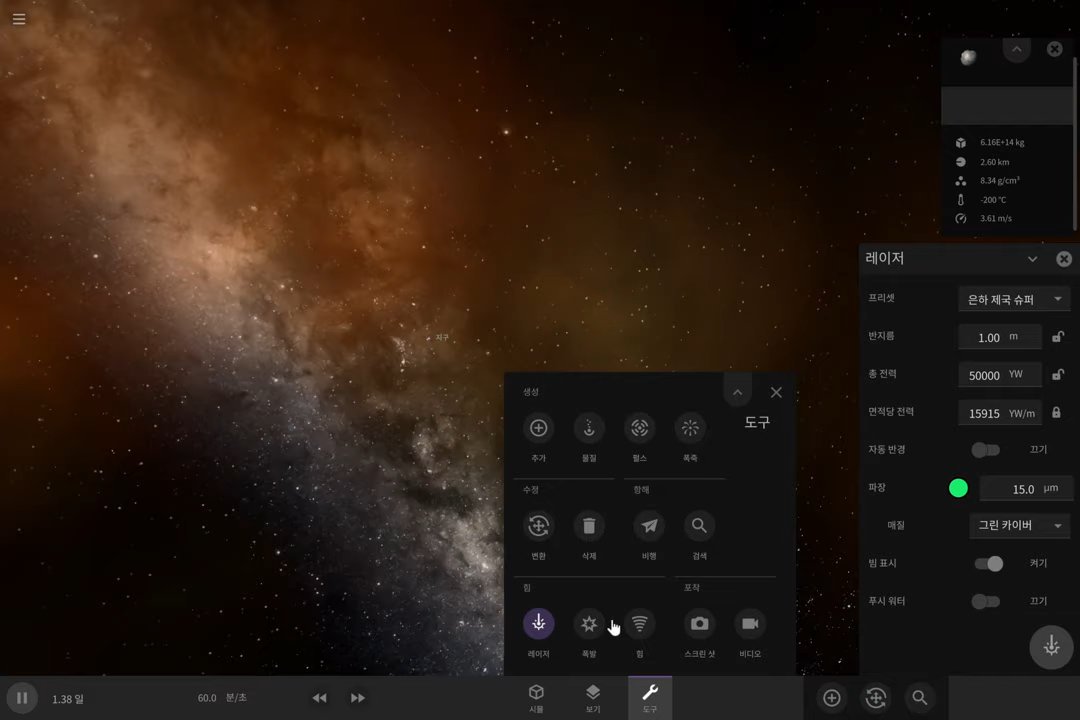 6.16E+14 kg
2.60 km
8.34 g/cm³
-200 °C
3.61 m/s
레이저
프리셋
은하 제국 슈퍼
반지름
1.00 m
총 전력
50000 YW
면적당 전력
15915 YW/m
자동 반경
끄기
파장
15.0 μm
매질
그린 카이버
빔 표시
켜기
푸시 워터
끄기
지구
생성
도구
추가
물질
펄스
폭죽
수정
항해
변환
삭제
비행
검색
힘
포착
레이저
폭발
힘
스크린 샷
비디오
1.38 일
60.0 분/초
시뮬
보기
도구